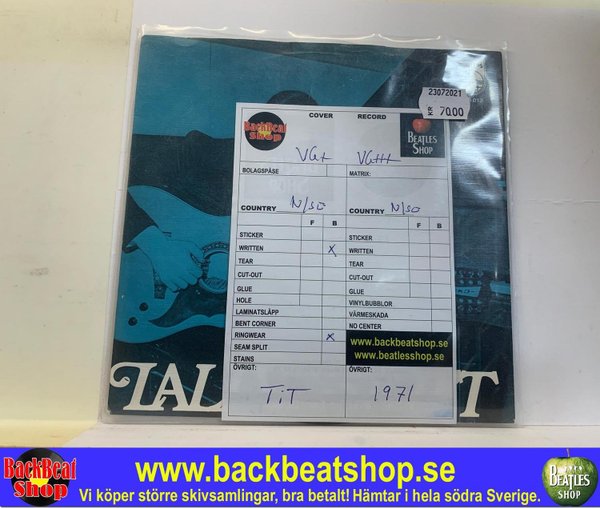 23072021
KR 70.00
COVER RECORD
BackBeat Shop
BEATLES SHOP
VG+ VG+++
BOLAGSPÅSE MATRIX:
COUNTRY N/SE COUNTRY N/SO
F B F B
STICKER STICKER
WRITTEN X WRITTEN
TEAR TEAR
CUT-OUT CUT-OUT
GLUE GLUE
HOLE VINYLBUBBLOR
LAMINATSLÄPP VÄRMESKADA
BENT CORNER NO CENTER
RINGWEAR X
SEAM SPLIT
STAINS
www.backbeatshop.se
www.beatlesshop.se
ÖVRIGT: ÖVRIGT:
TiT 1971
BackBeat Shop
www.backbeatshop.se
Vi köper större skivsamlingar, bra betalt! Hämtar i hela södra Sverige.
BEATLES SHOP